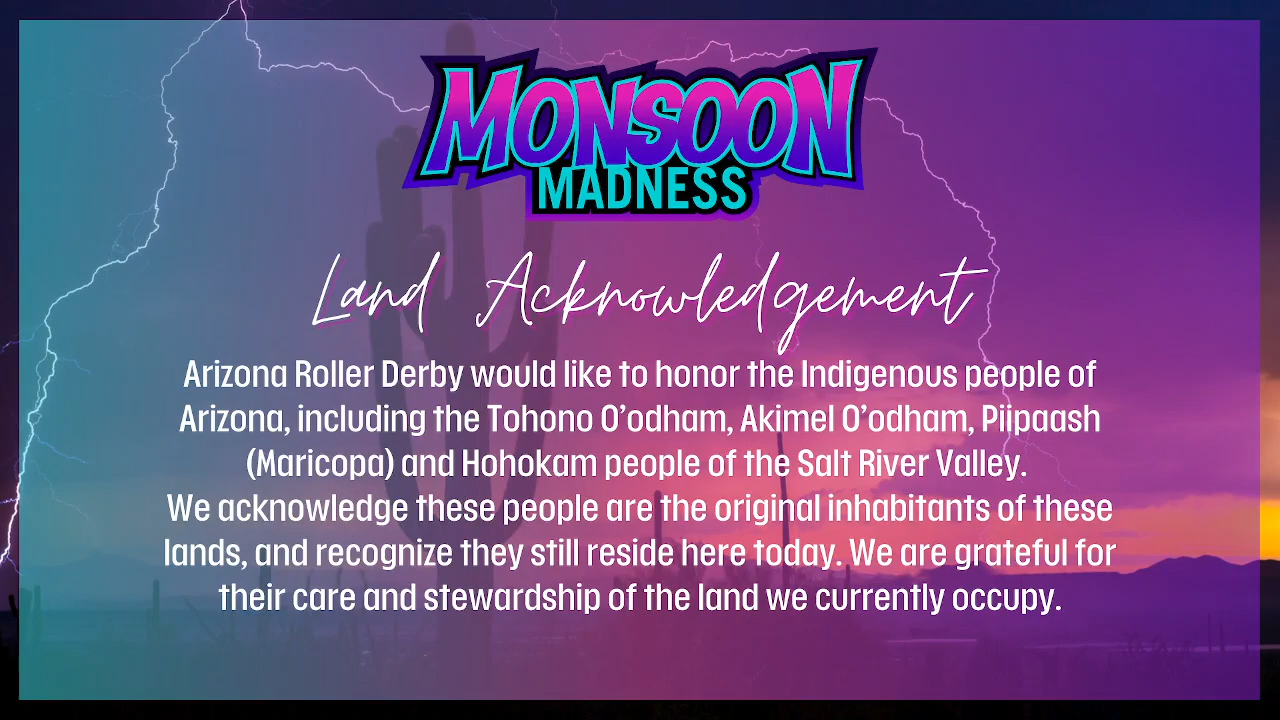 MONSOON
MADNESS
Land Acknowledgement
Arizona Roller Derby would like to honor the Indigenous people of
Arizona, including the Tohono O’odham, Akimel O’odham, Piipaash
(Maricopa) and Hohokam people of the Salt River Valley.
We acknowledge these people are the original inhabitants of these
lands, and recognize they still reside here today. We are grateful for
their care and stewardship of the land we currently occupy.